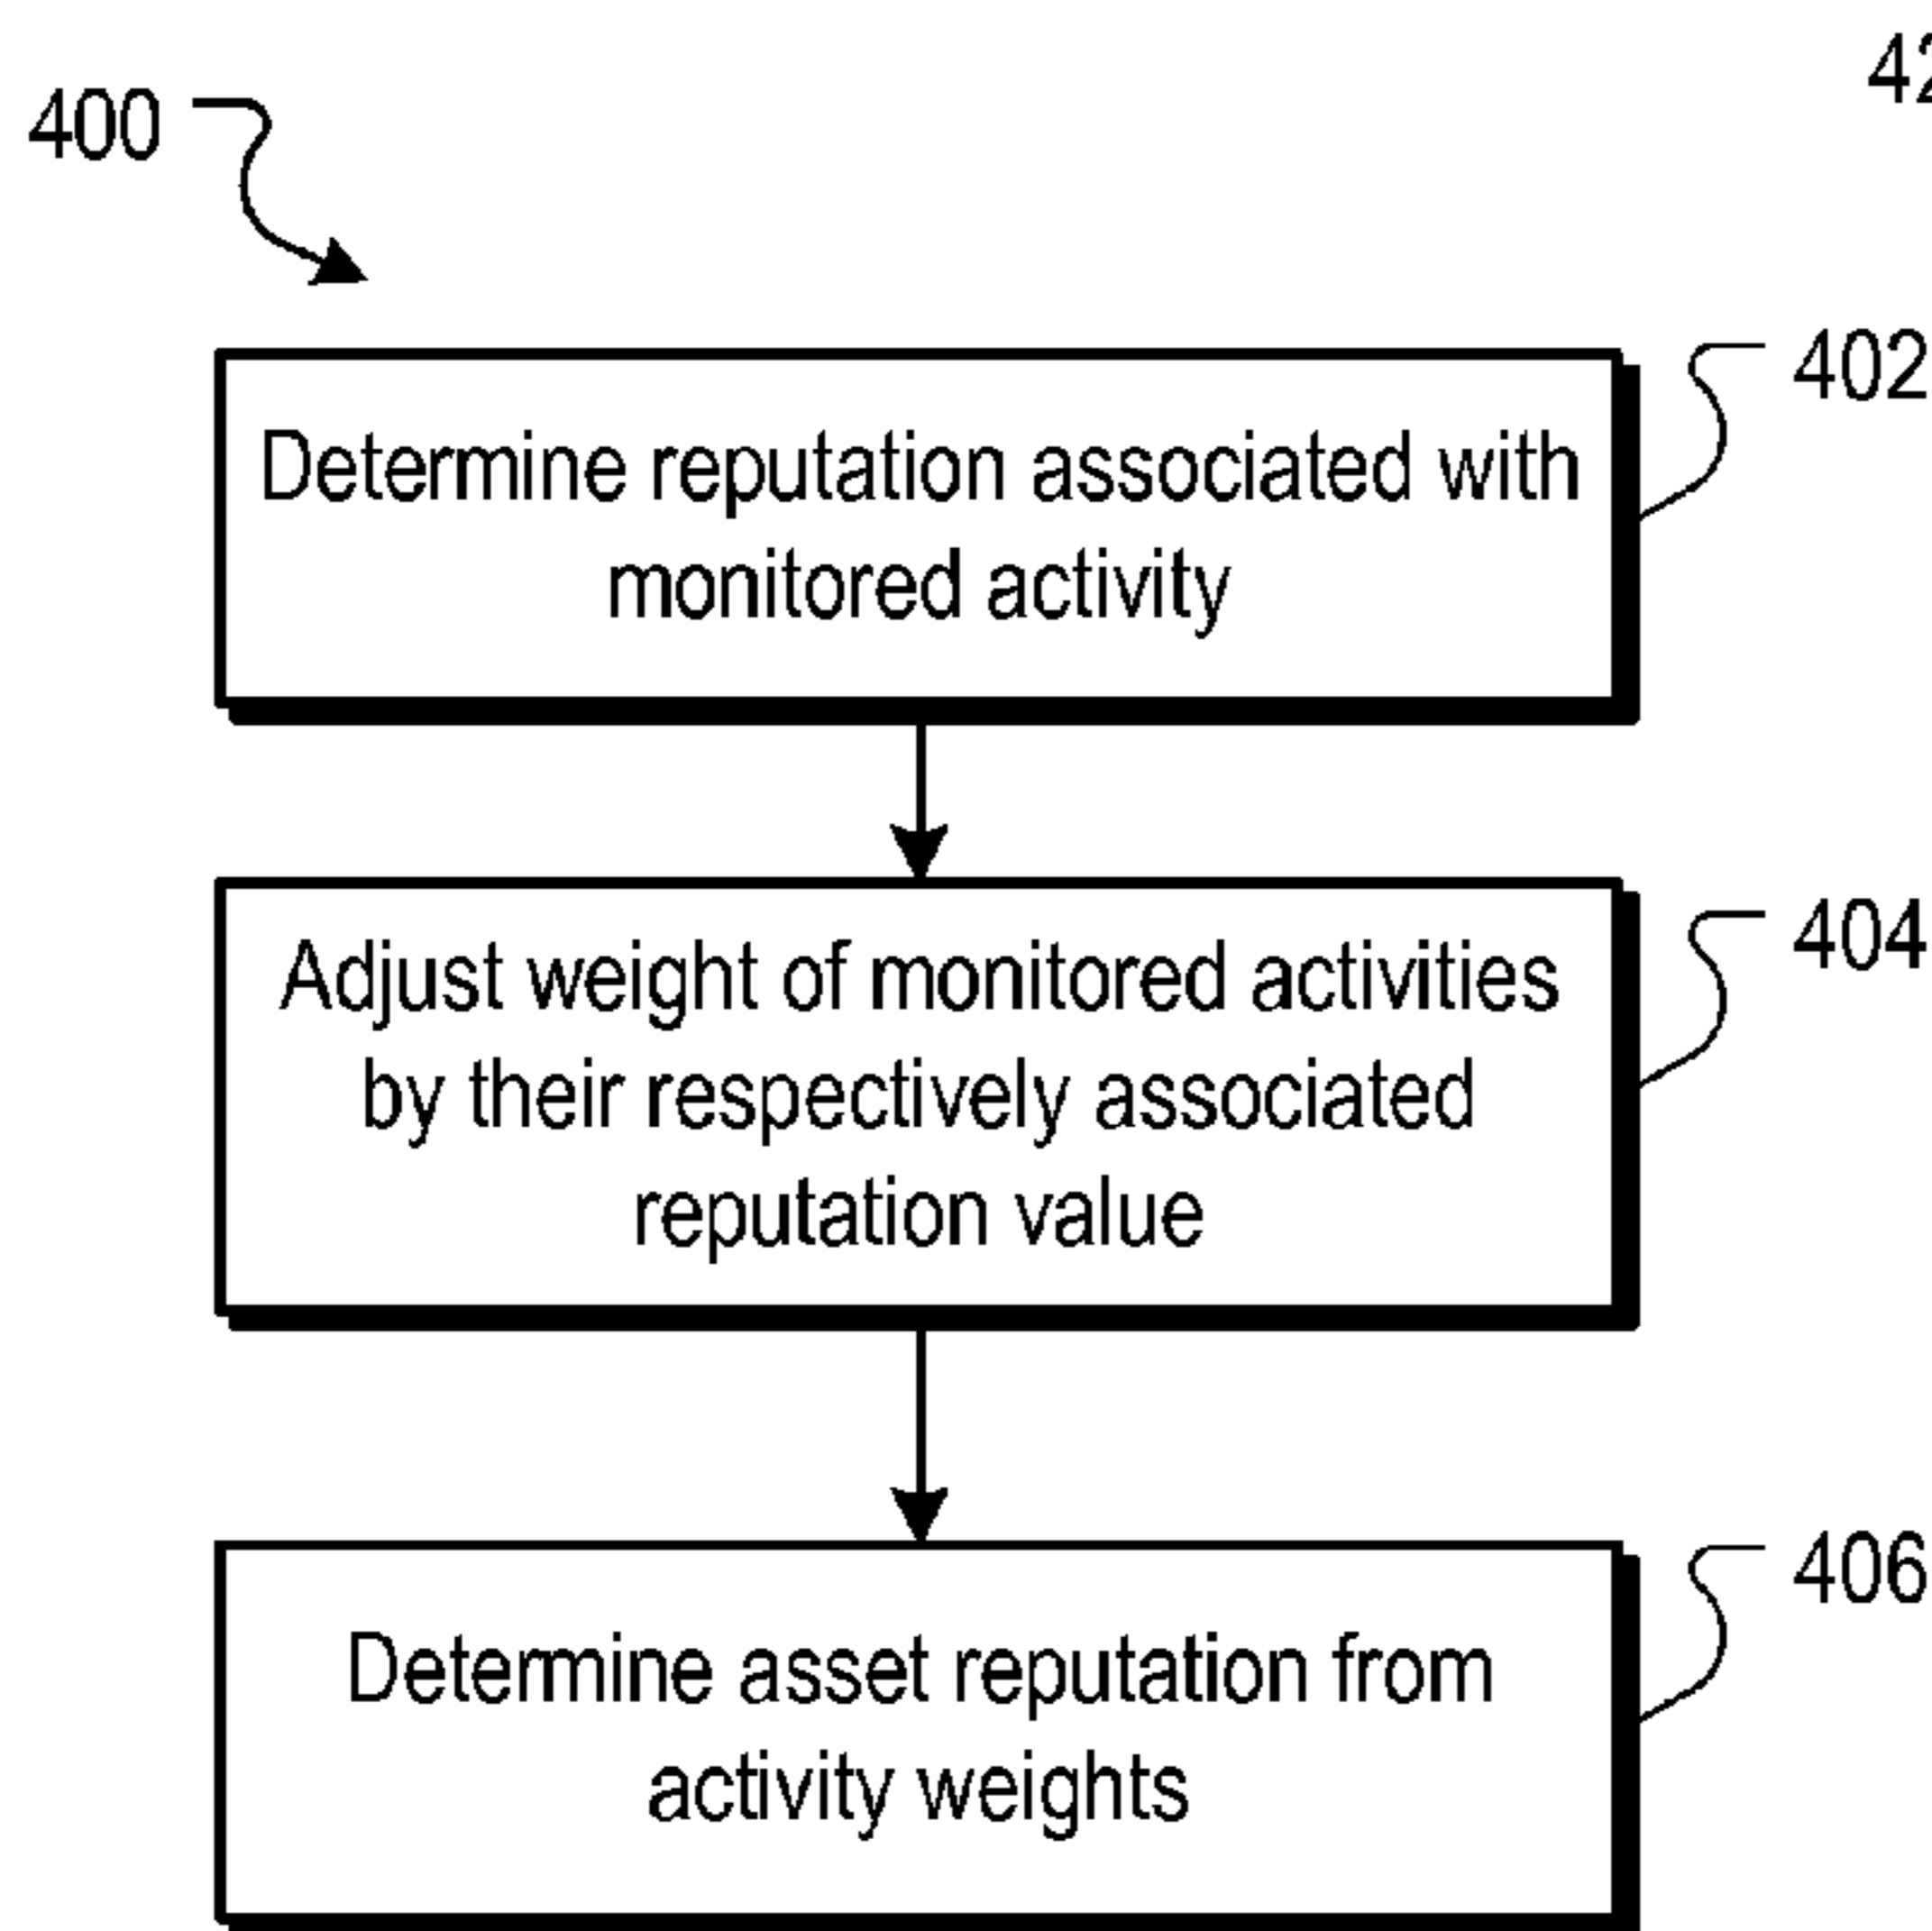 400
402
Determine reputation associated with
monitored activity
404
Adjust weight of monitored activities
by their respectively associated
reputation value
406
Determine asset reputation from
activity weights